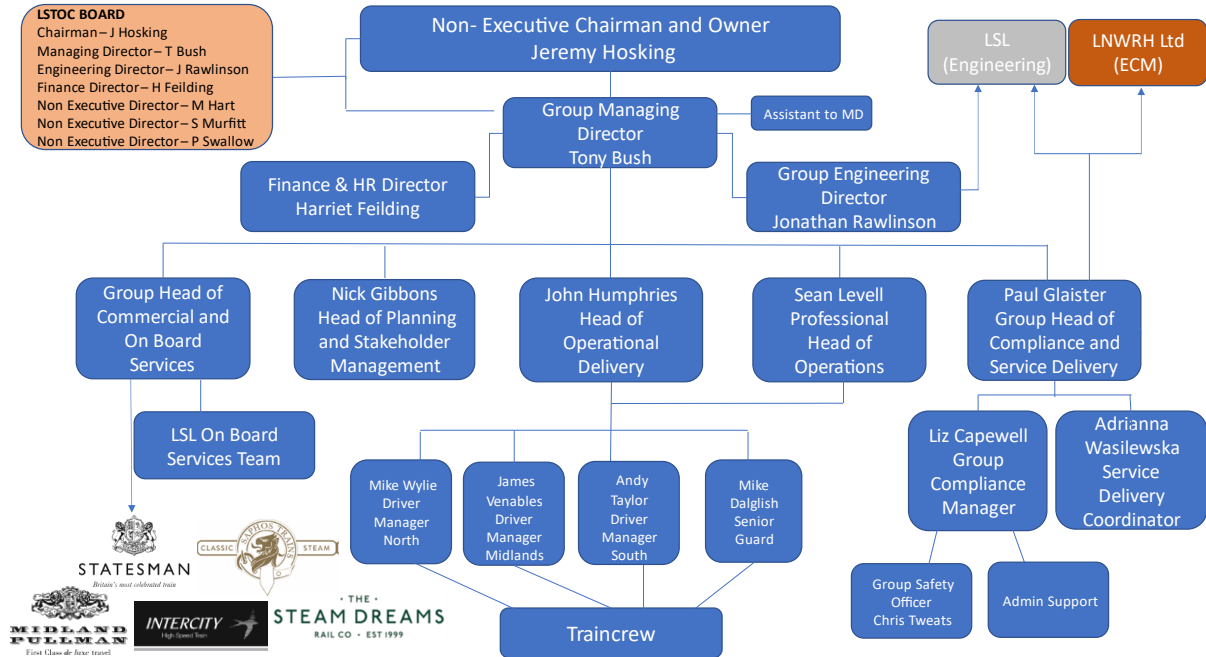 LSTOC BOARD
Chairman – J Hosking
Managing Director – T Bush
Engineering Director – J Rawlinson
Finance Director – H Feilding
Non Executive Director – M Hart
Non Executive Director – S Murfitt
Non Executive Director – P Swallow
Non- Executive Chairman and Owner
Jeremy Hosking
LSL
(Engineering)
LNWRH Ltd
(ECM)
Group Managing
Director
Tony Bush
Assistant to MD
Finance & HR Director
Harriet Feilding
Group Engineering
Director
Jonathan Rawlinson
Group Head of
Commercial and
On Board
Services
Nick Gibbons
Head of Planning
and Stakeholder
Management
John Humphries
Head of
Operational
Delivery
Sean Levell
Professional
Head of
Operations
Paul Glaister
Group Head of
Compliance and
Service Delivery
LSL On Board
Services Team
Mike Wylie
Driver
Manager
North
James
Venables
Driver
Manager
Midlands
Andy
Taylor
Driver
Manager
South
Mike
Dalglish
Senior
Guard
Liz Capewell
Group
Compliance
Manager
Adrianna
Wasilewska
Service
Delivery
Coordinator
Group Safety
Officer
Chris Tweats
Admin Support
Traincrew
STATESMAN
Britain's most celebrated train
SAPHOS TRAINS
CLASSIC STEAM
MIDLAND
PULLMAN
First Class de luxe travel
INTERCITY
High-Speed Train
· THE ·
STEAM DREAMS
RAIL CO · EST 1999